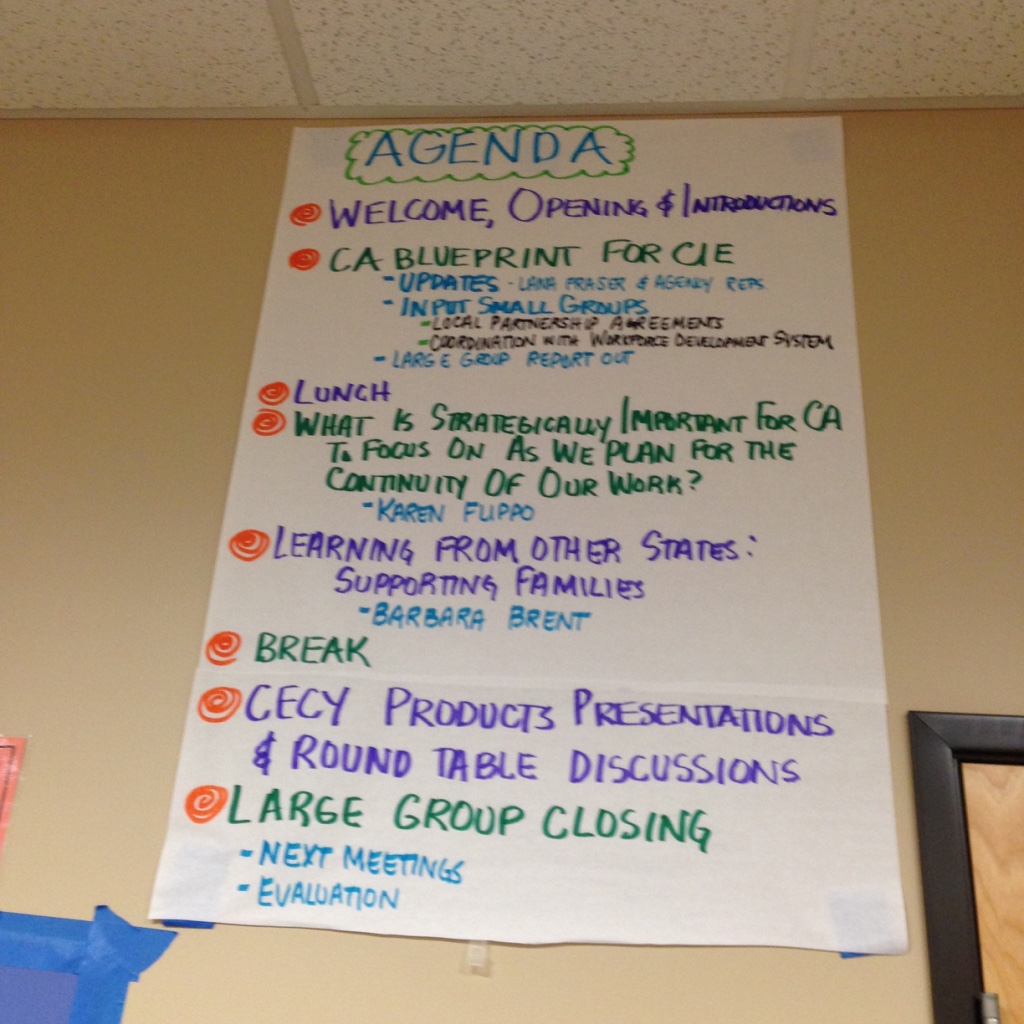 AGENDA
WELCOME, OPENING & INTRODUCTIONS
CA BLUEPRINT FOR CIE
- UPDATES - LANA FRASER & AGENCY REPS.
- INPUT SMALL GROUPS
- LOCAL PARTNERSHIP AGREEMENTS
- COORDINATION WITH WORKFORCE DEVELOPMENT SYSTEM
- LARGE GROUP REPORT OUT
LUNCH
WHAT IS STRATEGICALLY IMPORTANT FOR CA
TO FOCUS ON AS WE PLAN FOR THE
CONTINUITY OF OUR WORK?
- KAREN FLIPPO
LEARNING FROM OTHER STATES:
SUPPORTING FAMILIES
- BARBARA BRENT
BREAK
CECY PRODUCTS PRESENTATIONS
& ROUND TABLE DISCUSSIONS
LARGE GROUP CLOSING
- NEXT MEETINGS
- EVALUATION